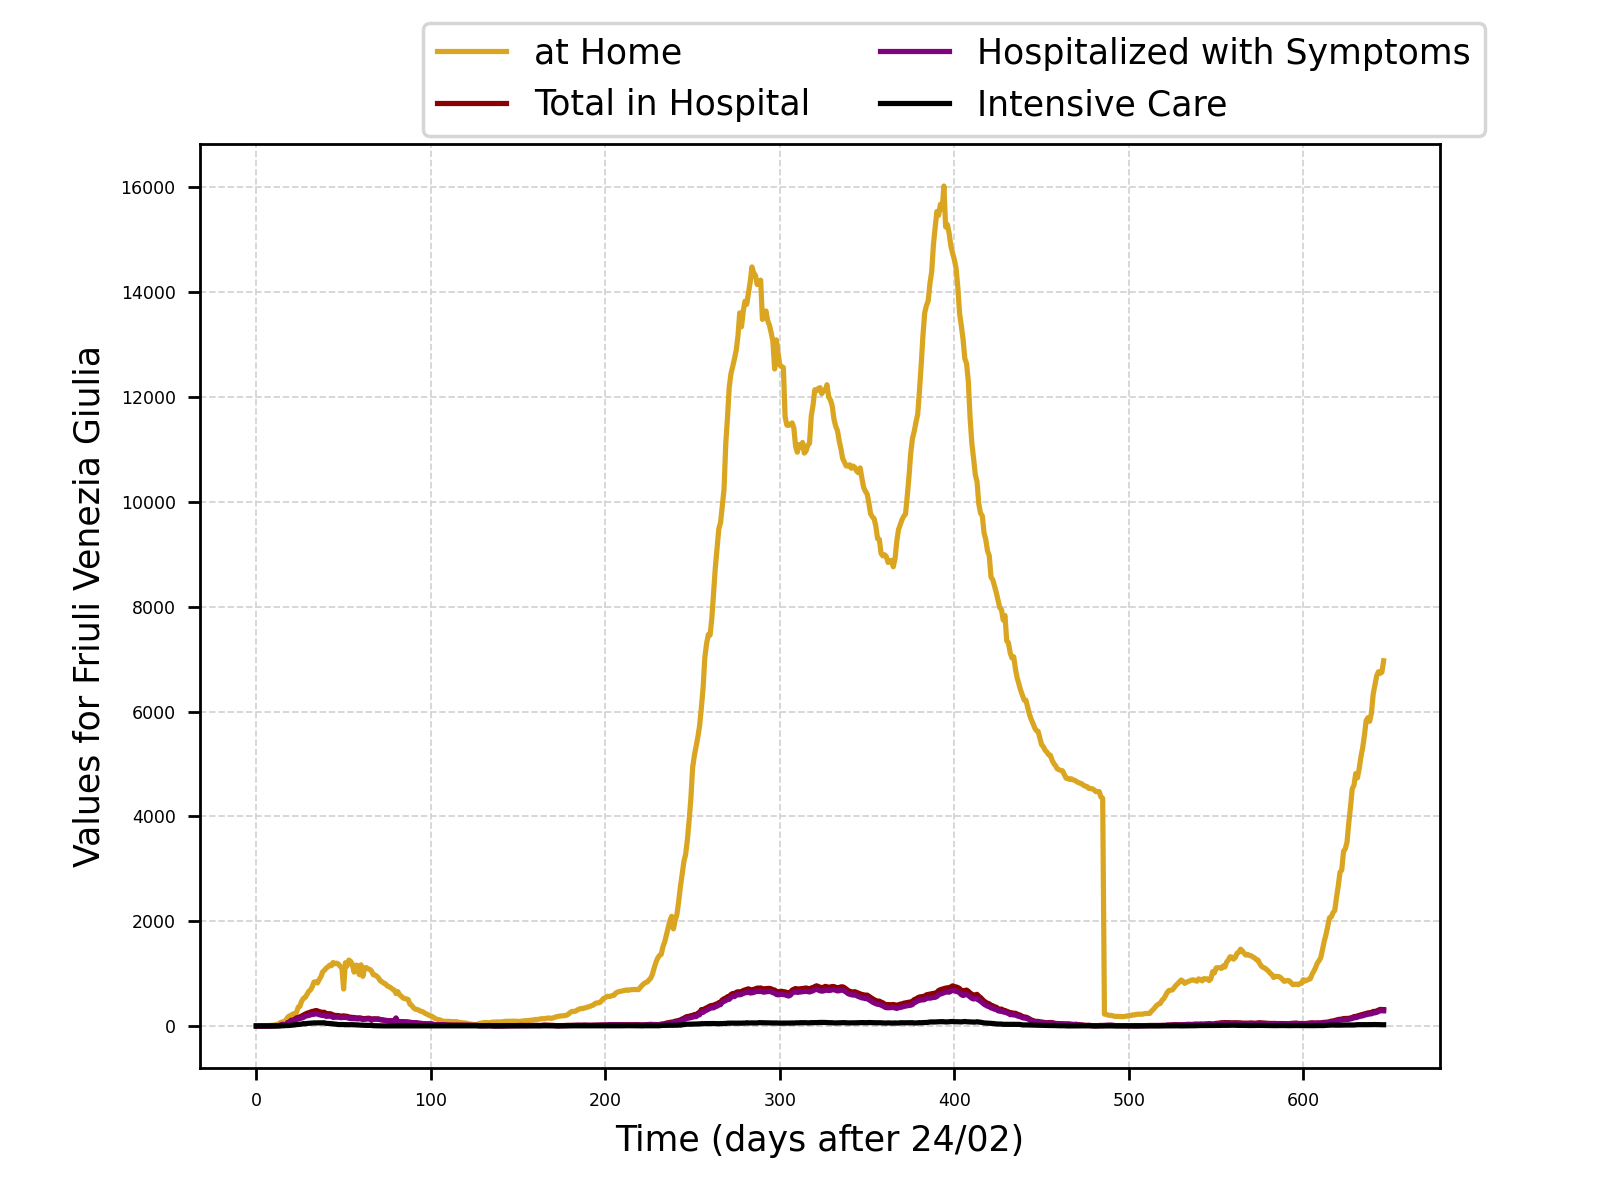 at Home
Total in Hospital
Hospitalized with Symptoms
Intensive Care
Values for Friuli Venezia Giulia
16000
14000
12000
10000
8000
6000
4000
2000
0
0 100 200 300 400 500 600
Time (days after 24/02)